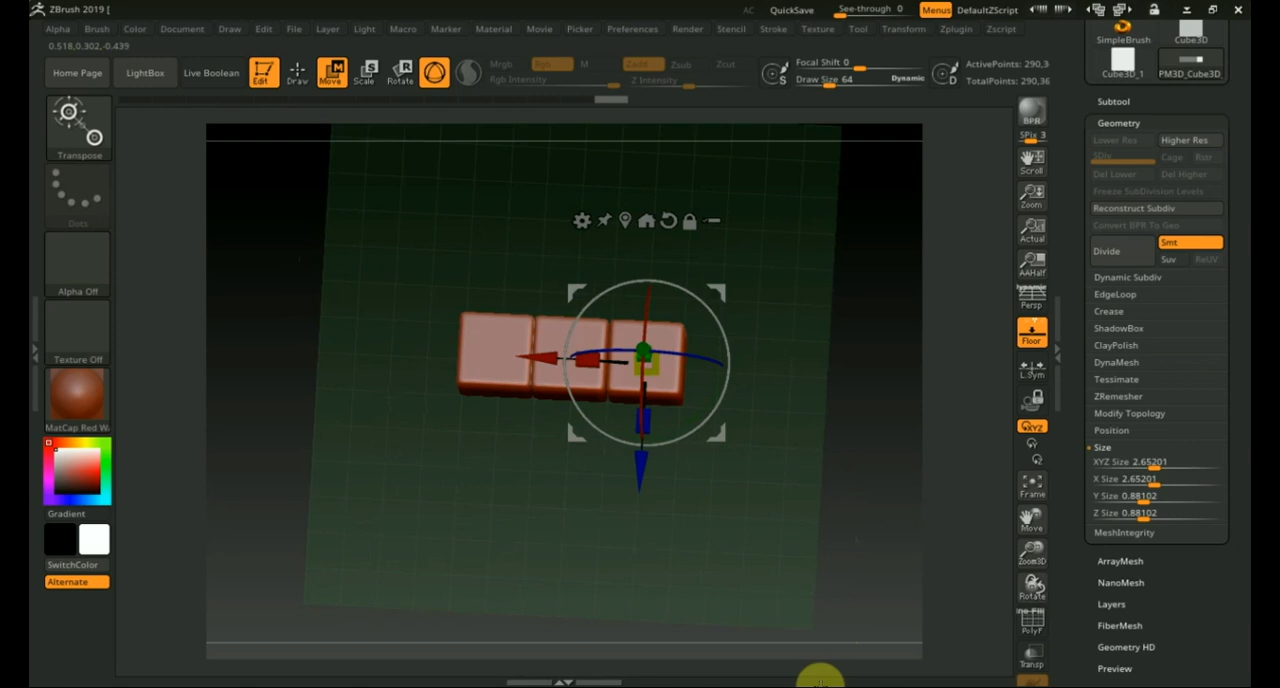 ZBrush 2019 [
AC QuickSave See-through 0 Menus DefaultZScript
Alpha Brush Color Document Draw Edit File Layer Light Macro Marker Material Movie Picker Preferences Render Stencil Stroke Texture Tool Transform Zplugin Zscript
0.518,0.302,-0.439
SimpleBrush Cube3D
Home Page LightBox Live Boolean Edit Draw Move Scale Rotate
Mrgb Rgb M Zadd Zsub Zcut
Rgb Intensity Z Intensity
Focal Shift 0
Draw Size 64 Dynamic
ActivePoints: 290,3
TotalPoints: 290,36
Cube3D_1 PM3D_Cube3D_
Transpose
Dots
Alpha Off
Texture Off
MatCap Red W
Gradient
SwitchColor
Alternate
BPR
SPix 3
Scroll
Zoom
Actual
AAHalf
Persp
Floor
L.Sym
XYZ
Frame
Move
Zoom3D
Rotate
PolyF
Transp
Subtool
Geometry
Lower Res Higher Res
SDiv Cage Rstr
Del Lower Del Higher
Freeze SubDivision Levels
Reconstruct Subdiv
Convert BPR To Geo
Divide Smt
Suv ReUV
Dynamic Subdiv
EdgeLoop
Crease
ShadowBox
ClayPolish
DynaMesh
Tessimate
ZRemesher
Modify Topology
Position
Size
XYZ Size 2.65201
X Size 2.65201
Y Size 0.88102
Z Size 0.88102
MeshIntegrity
ArrayMesh
NanoMesh
Layers
FiberMesh
Geometry HD
Preview